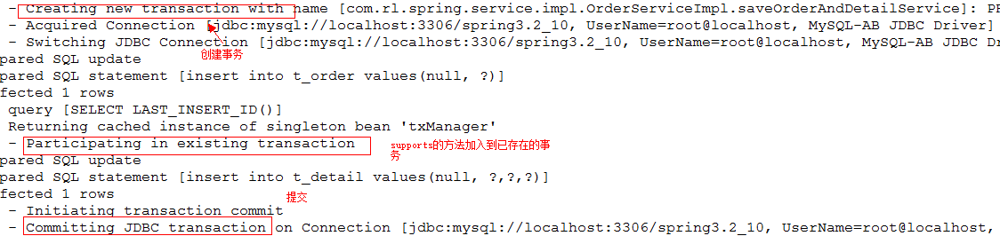 - Creating new transaction with name [com.rl.spring.service.impl.OrderServiceImpl.saveOrderAndDetailService]: PR
- Acquired Connection [jdbc:mysql://localhost:3306/spring3.2_10, UserName=root@localhost, MySQL-AB JDBC Driver]
- Switching JDBC Connection [jdbc:mysql://localhost:3306/spring3.2_10, UserName=root@localhost, MySQL-AB JDBC Dr
创建事务
pared SQL update
pared SQL statement [insert into t_order values(null, ?)]
fected 1 rows
query [SELECT LAST_INSERT_ID()]
Returning cached instance of singleton bean 'txManager'
- Participating in existing transaction
supports的方法加入到已存在的事
务
pared SQL update
pared SQL statement [insert into t_detail values(null, ?,?,?)]
fected 1 rows
提交
- Initiating transaction commit
- Committing JDBC transaction on Connection [jdbc:mysql://localhost:3306/spring3.2_10, UserName=root@localhost,